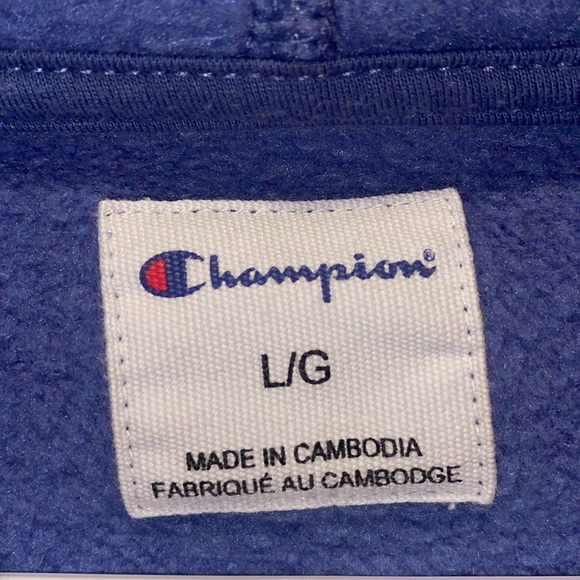 Champion®
L/G
MADE IN CAMBODIA
FABRIQUÉ AU CAMBODGE